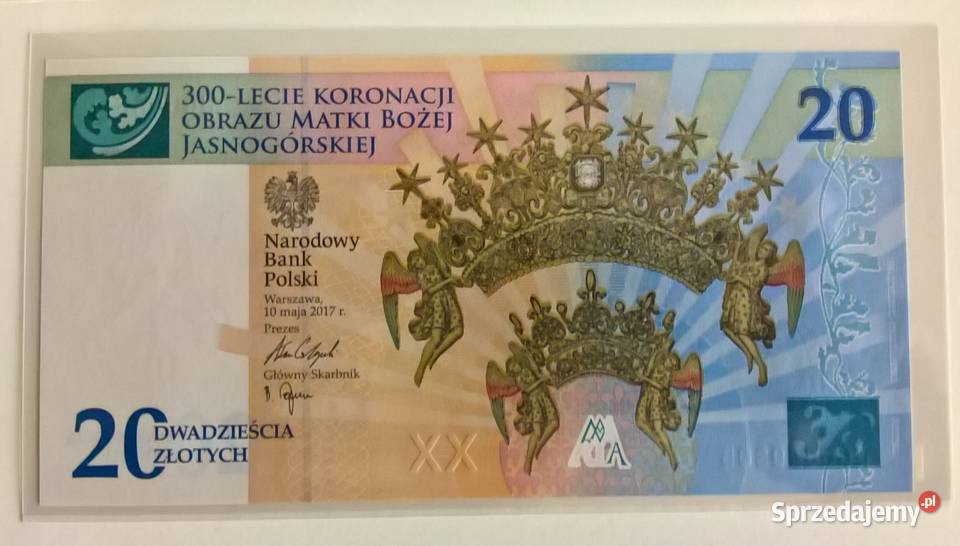 300-LECIE KORONACJI
OBRAZU MATKI BOŻEJ
JASNOGÓRSKIEJ
20
Narodowy
Bank
Polski
Warszawa,
10 maja 2017 r.
Prezes
Główny Skarbnik
20 DWADZIEŚCIA
ZŁOTYCH
XX
Sprzedajemy.pl